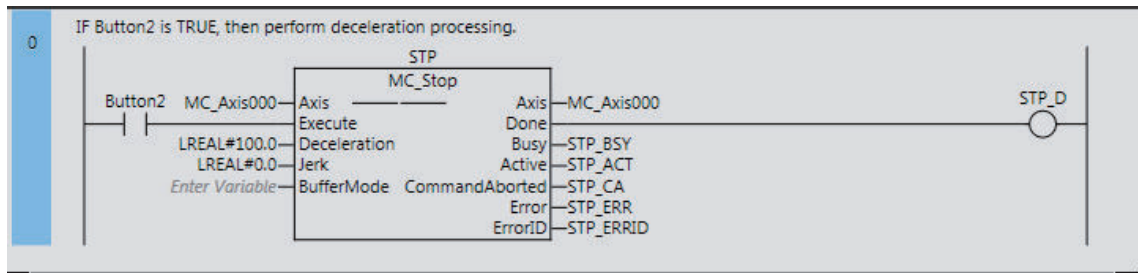 0
IF Button2 is TRUE, then perform deceleration processing.
STP
MC_Stop
Button2 MC_Axis000 Axis Axis MC_Axis000 STP_D
Execute Done
LREAL#100.0 Deceleration Busy STP_BSY
LREAL#0.0 Jerk Active STP_ACT
Enter Variable BufferMode CommandAborted STP_CA
Error STP_ERR
ErrorID STP_ERRID